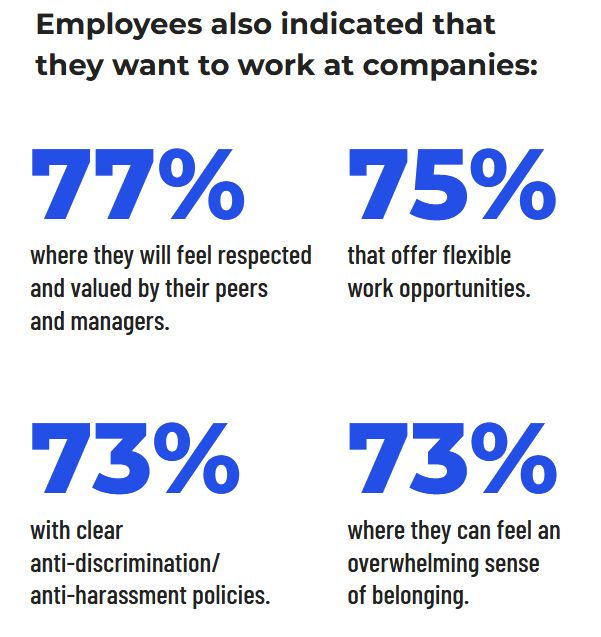 Employees also indicated that
they want to work at companies:
77%
where they will feel respected
and valued by their peers
and managers.
75%
that offer flexible
work opportunities.
73%
with clear
anti-discrimination/
anti-harassment policies.
73%
where they can feel an
overwhelming sense
of belonging.